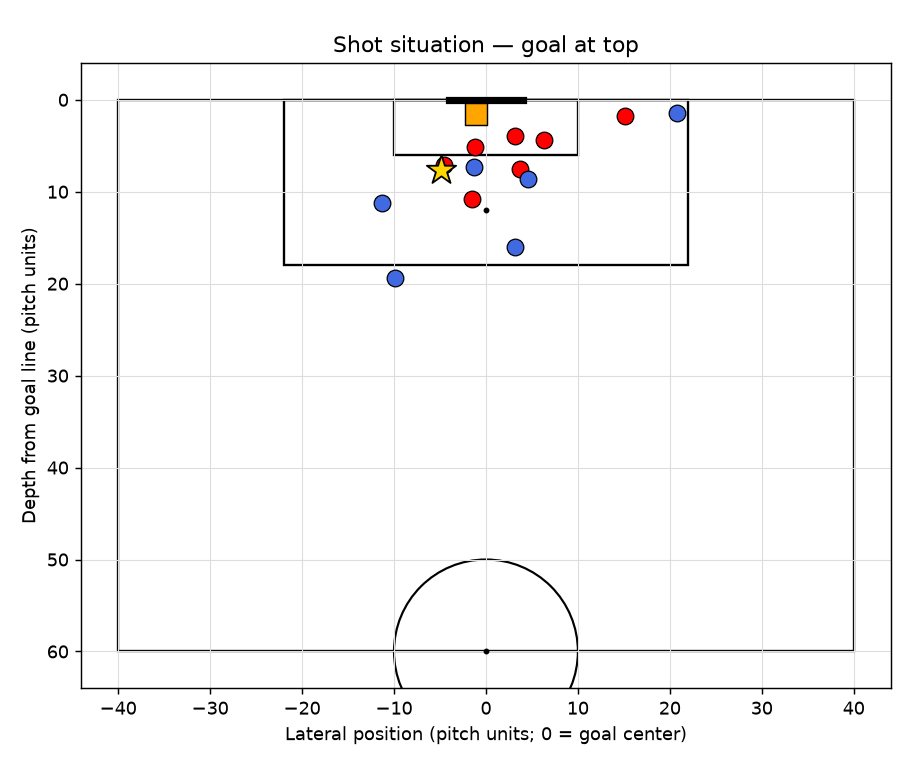 Shot situation — goal at top
0
10
20
30
40
50
60
Depth from goal line (pitch units)
−40 −30 −20 −10 0 10 20 30 40
Lateral position (pitch units; 0 = goal center)